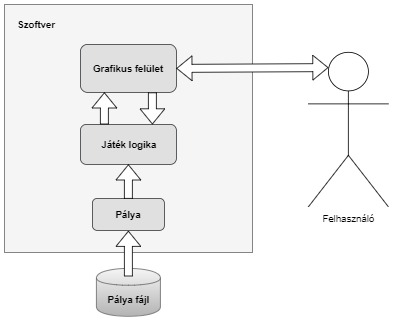 Szoftver
Grafikus felület
Játék logika
Pálya
Felhasználó
Pálya fájl